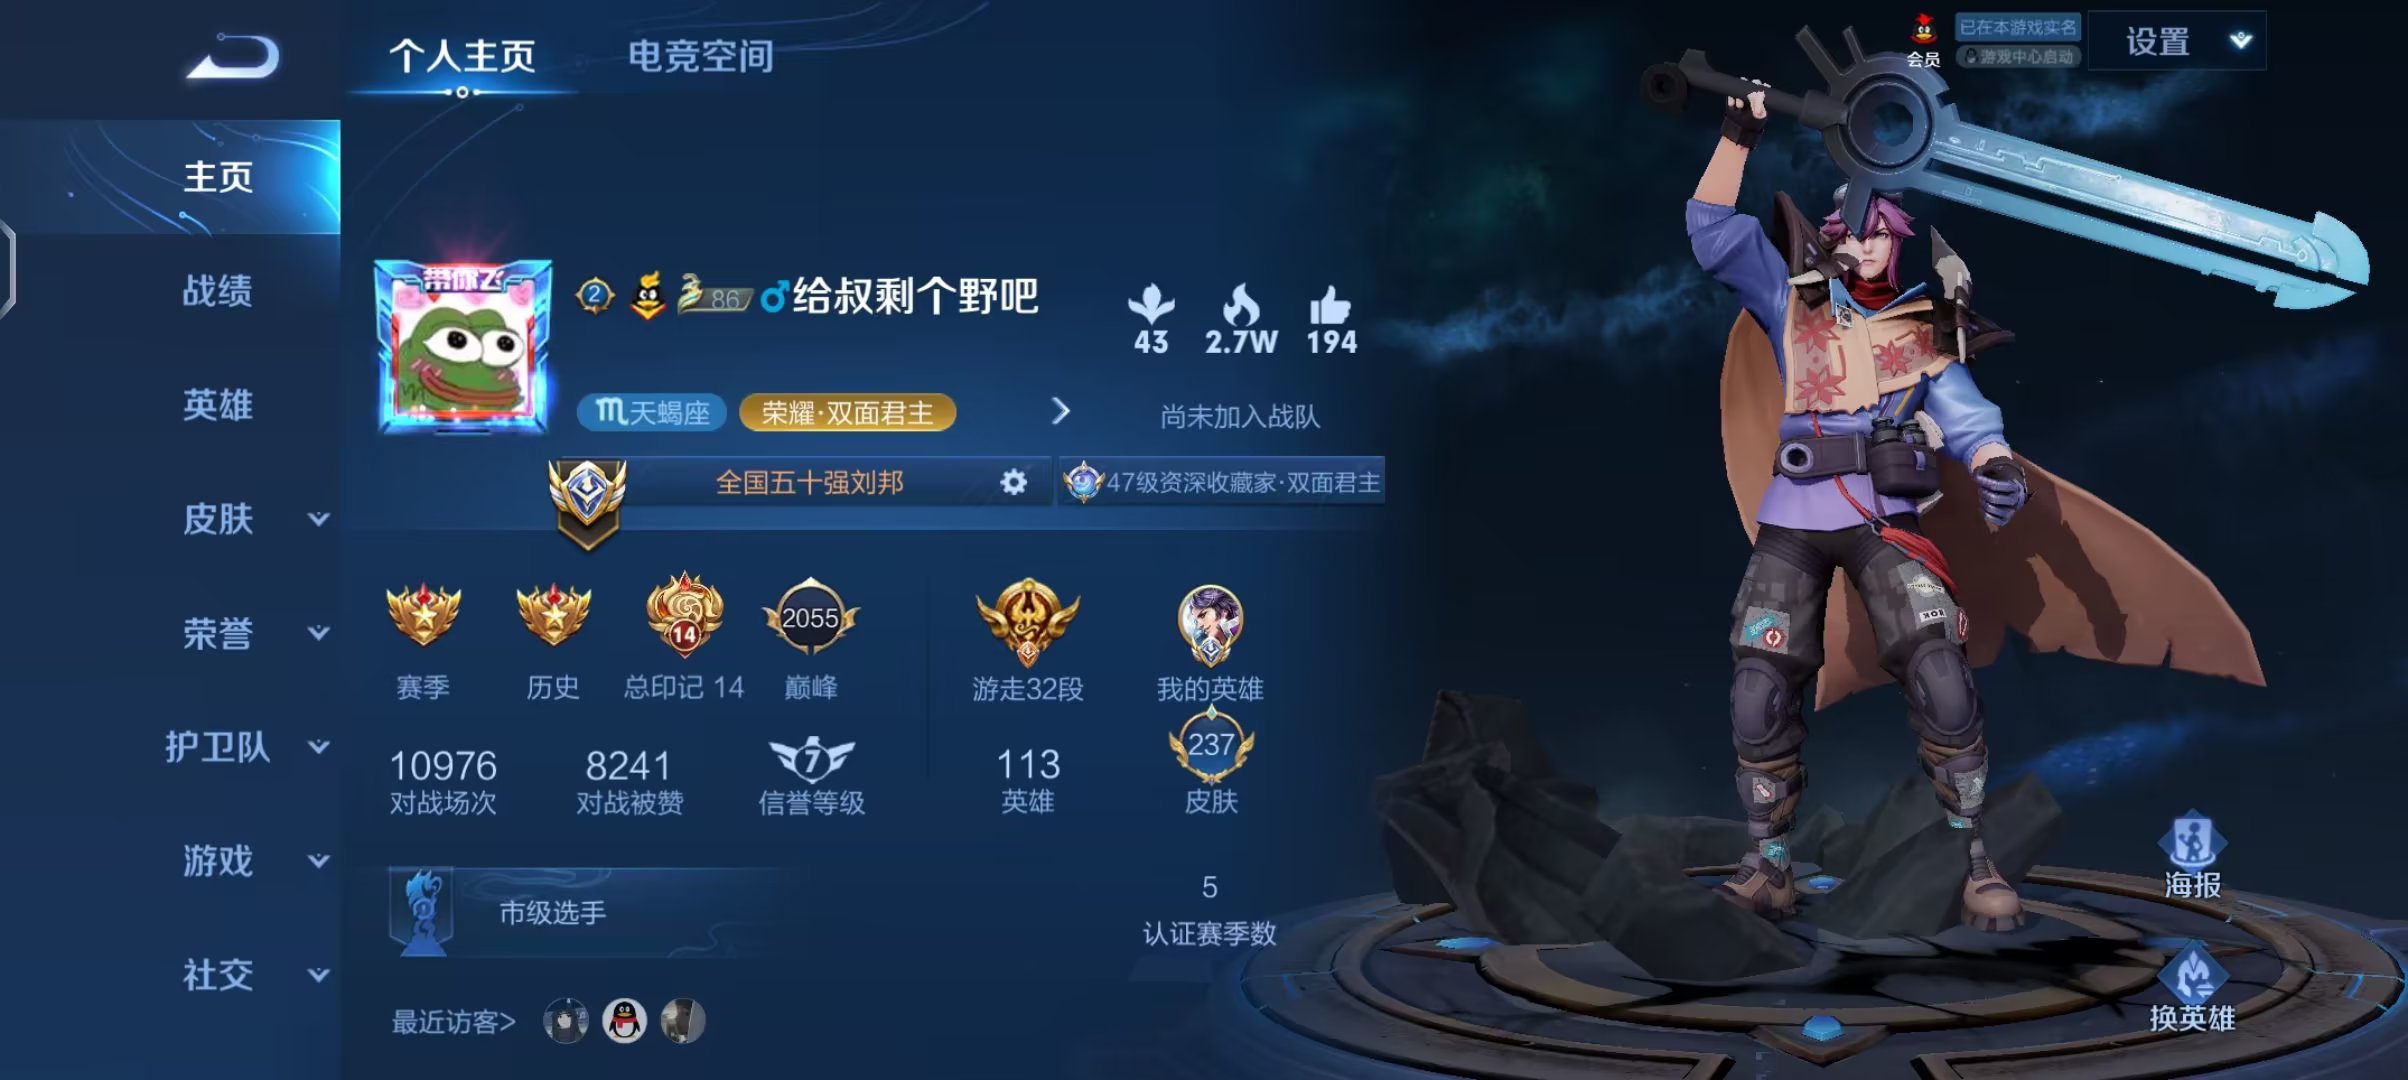 个人主页
电竞空间
会员
已在本游戏实名
游戏中心启动
设置
主页
战绩
英雄
皮肤
荣誉
护卫队
游戏
社交
带你飞
2
86
给叔剩个野吧
43
2.7W
194
天蝎座
荣耀·双面君主
尚未加入战队
全国五十强刘邦
47级资深收藏家·双面君主
14
2055
赛季
历史
总印记 14
巅峰
游走32段
我的英雄
10976
对战场次
8241
对战被赞
7
信誉等级
113
英雄
237
皮肤
市级选手
5
认证赛季数
最近访客>
海报
换英雄